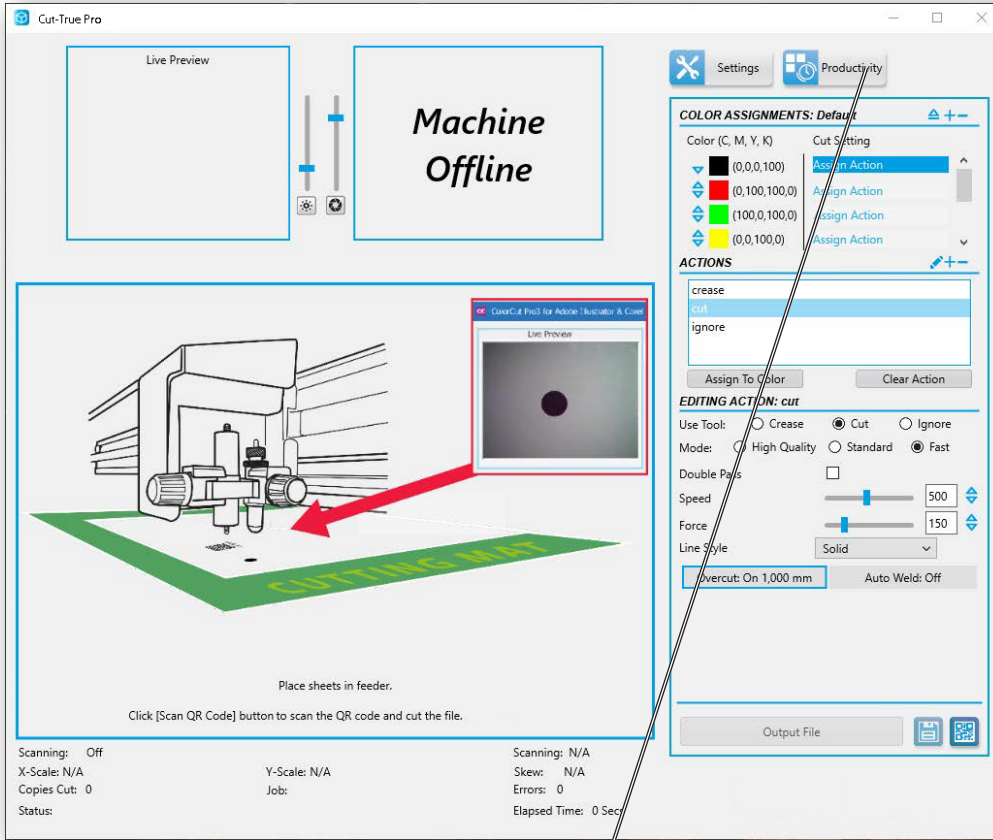 Cut-True Pro
Live Preview
Machine
Offline
Settings
Productivity
COLOR ASSIGNMENTS: Default
Color (C, M, Y, K) Cut Setting
(0,0,0,100) Assign Action
(0,100,100,0) Assign Action
(100,0,100,0) Assign Action
(0,0,100,0) Assign Action
ACTIONS
crease
cut
ignore
Assign To Color Clear Action
EDITING ACTION: cut
Use Tool: Crease Cut Ignore
Mode: High Quality Standard Fast
Double Pass
Speed 500
Force 150
Line Style Solid
Overcut: On 1,000 mm Auto Weld: Off
Output File
cc ColorCut Pro3 for Adobe Illustrator & Corel
Live Preview
CUTTING MAT
Place sheets in feeder.
Click [Scan QR Code] button to scan the QR code and cut the file.
Scanning: Off Scanning: N/A
X-Scale: N/A Y-Scale: N/A Skew: N/A
Copies Cut: 0 Job: Errors: 0
Status: Elapsed Time: 0 Secs